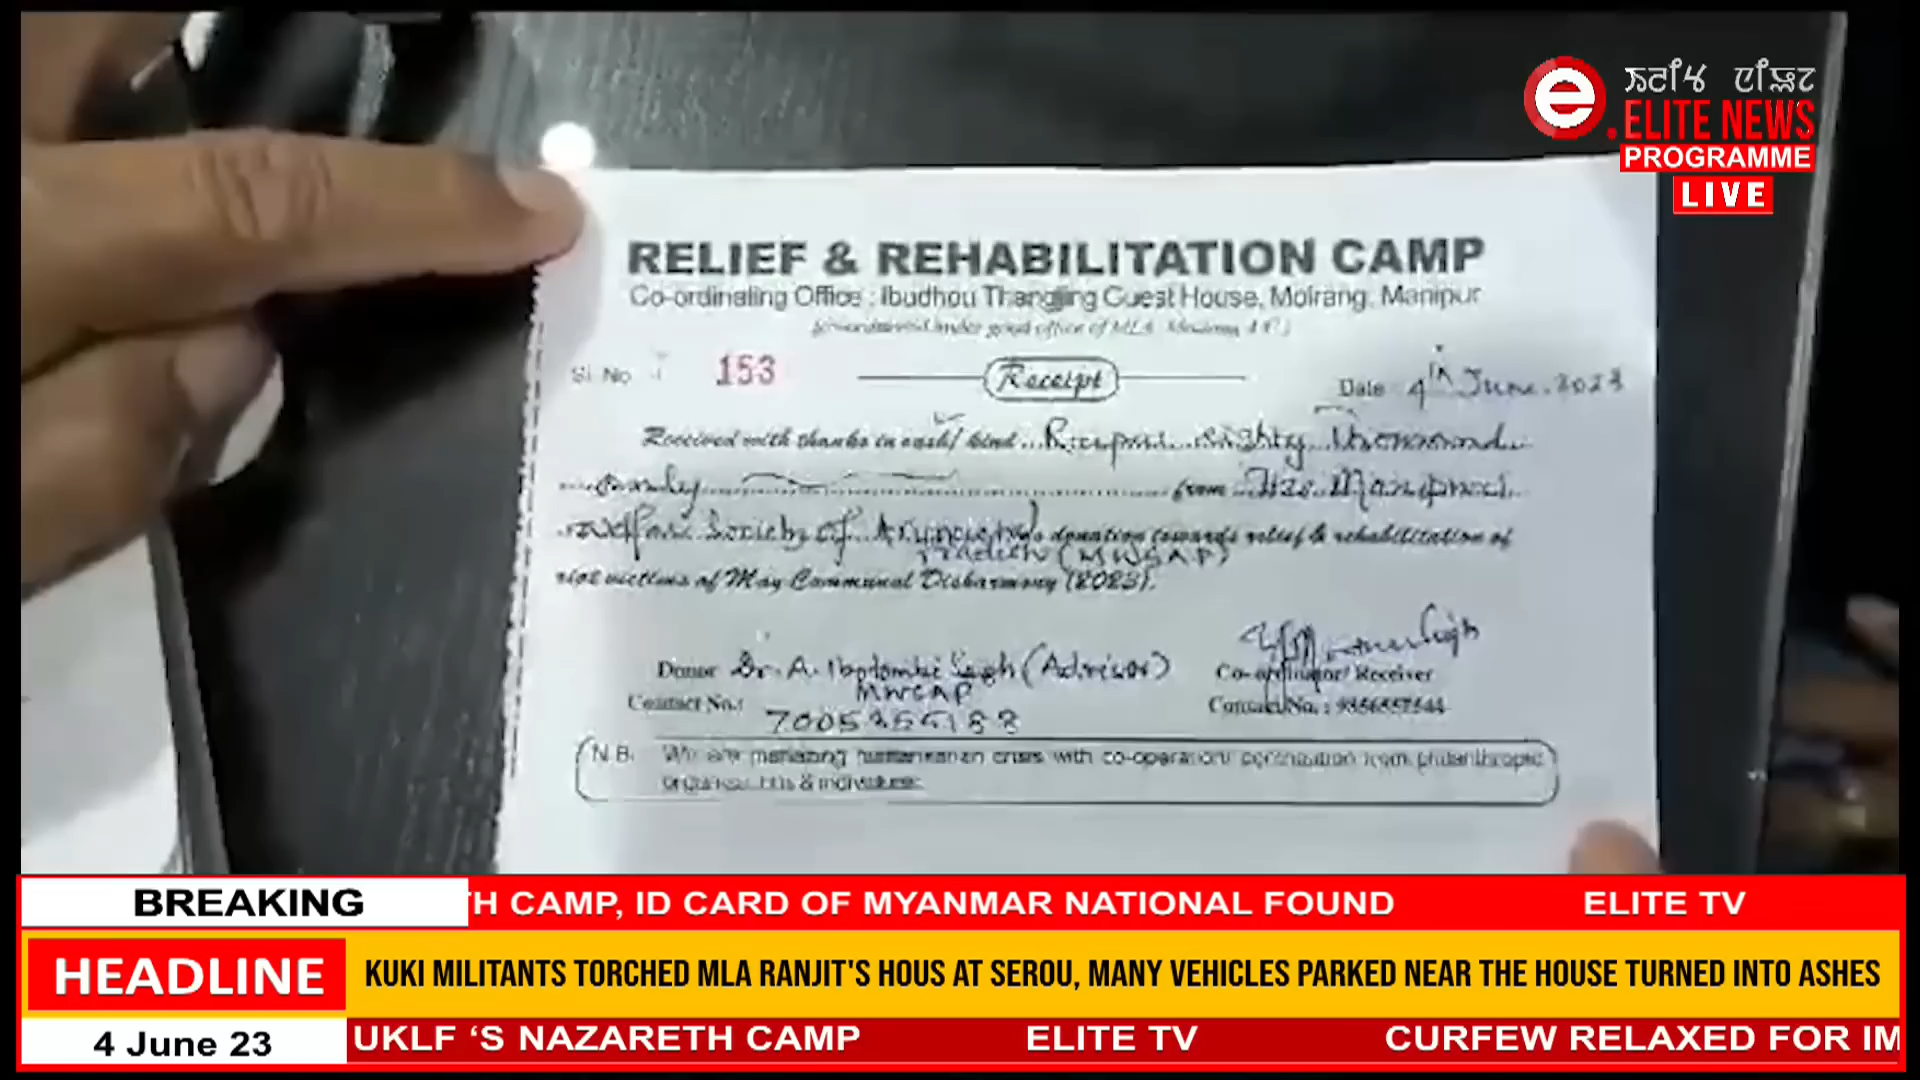 ꯏꯂꯤꯠ
ELITE NEWS
PROGRAMME
LIVE
RELIEF & REHABILITATION CAMP
Co-ordinating Office : Ibudhou Thangjing Guest House, Moirang, Manipur
Sl. No 153
Receipt
Date 4th June. 2023
Received with thanks in cash/ kind ... Rupees Eighty Thousand
only from The Manipuri
Welfare Society of Arunachal donation towards relief & rehabilitation of
Pradesh (MWSAP)
riot victims of May Communal Disharmony (2023).
Donor Dr. A. Ibotombi Singh (Advisor)
MWSAP
Co-ordinator/ Receiver
Contact No.:
Contact No. : 9856557544
N.B. We are managing humanitarian crisis with co-operation/ contribution from philanthropic
organisations & individuals.
BREAKING
TH CAMP, ID CARD OF MYANMAR NATIONAL FOUND ELITE TV
HEADLINE
KUKI MILITANTS TORCHED MLA RANJIT'S HOUS AT SEROU, MANY VEHICLES PARKED NEAR THE HOUSE TURNED INTO ASHES
4 June 23
UKLF ‘S NAZARETH CAMP ELITE TV CURFEW RELAXED FOR IM